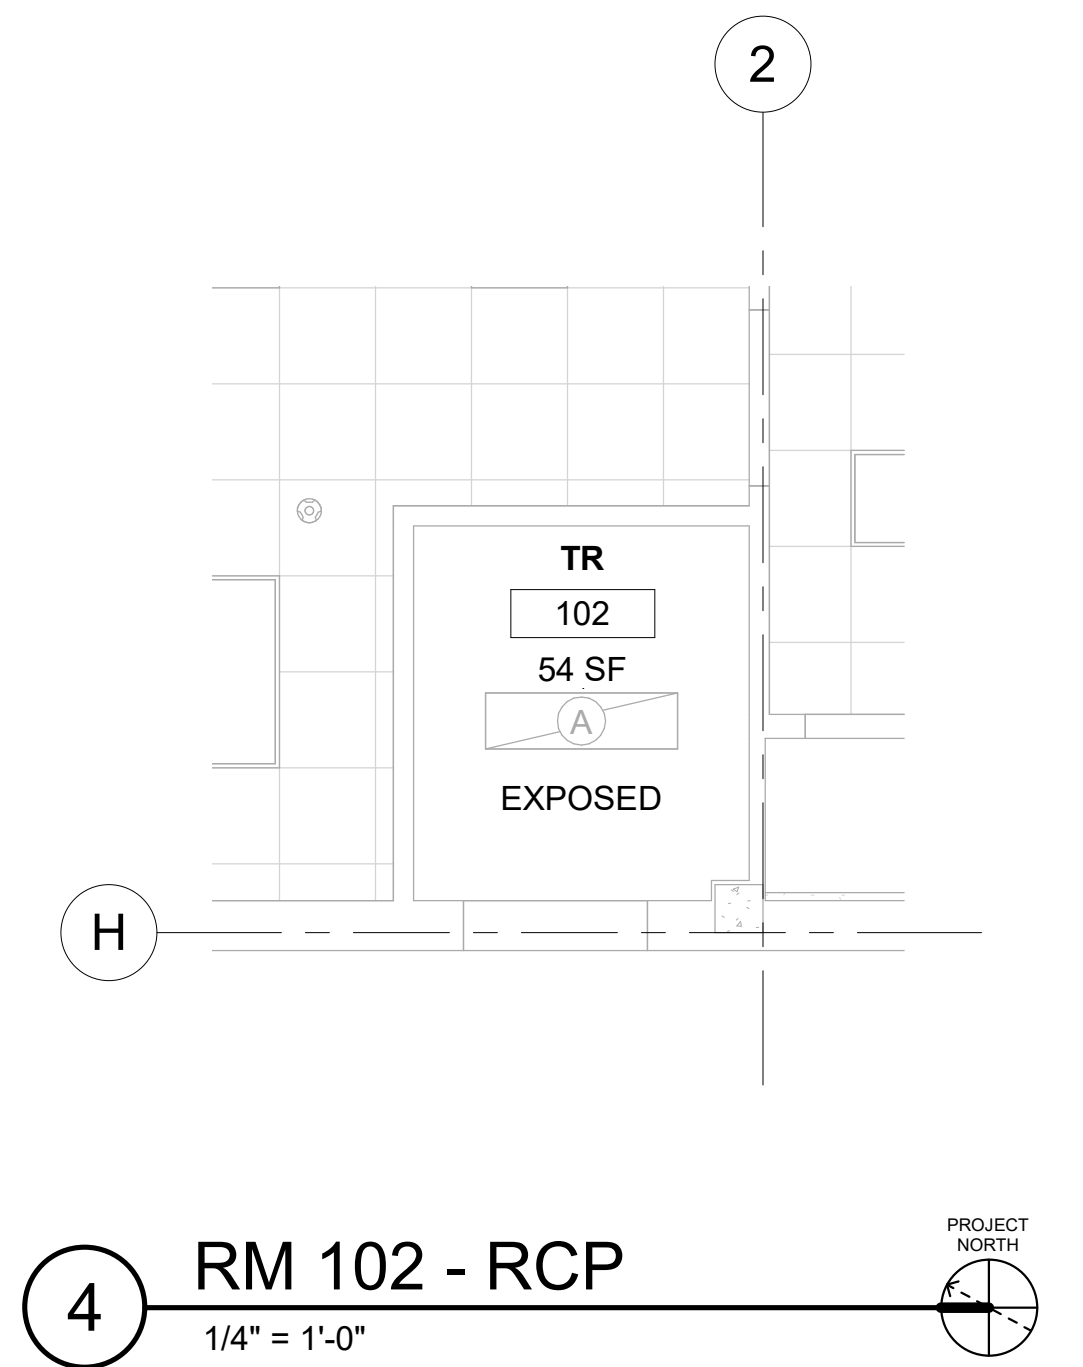 2
TR
102
54 SF
A
EXPOSED
H
PROJECT
NORTH
RM 102 - RCP
4
1/4" = 1'-0"